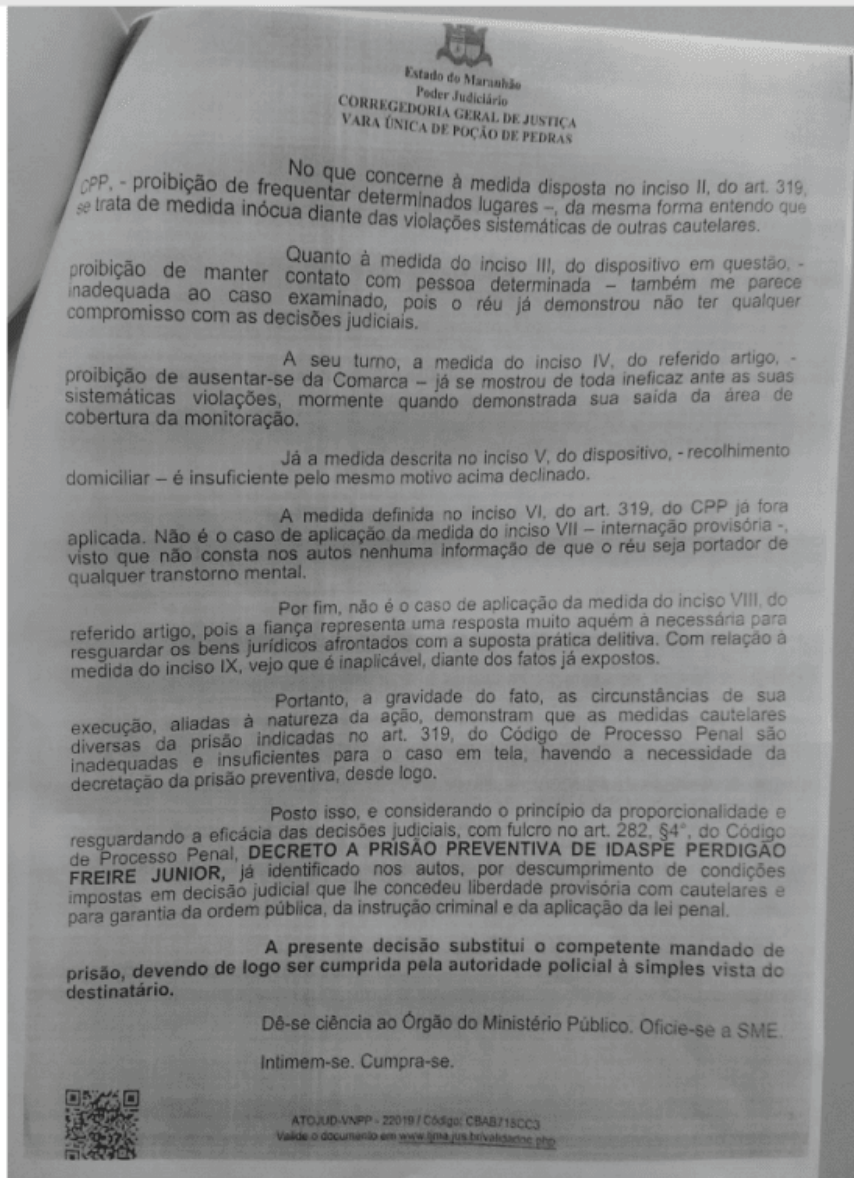 Estado do Maranhão
Poder Judiciário
CORREGEDORIA GERAL DE JUSTIÇA
VARA ÚNICA DE POÇÃO DE PEDRAS
No que concerne à medida disposta no inciso II, do art. 319,
CPP, - proibição de frequentar determinados lugares –, da mesma forma entendo que
se trata de medida inócua diante das violações sistemáticas de outras cautelares.
Quanto à medida do inciso III, do dispositivo em questão, -
proibição de manter contato com pessoa determinada – também me parece
inadequada ao caso examinado, pois o réu já demonstrou não ter qualquer
compromisso com as decisões judiciais.
A seu turno, a medida do inciso IV, do referido artigo, -
proibição de ausentar-se da Comarca – já se mostrou de toda ineficaz ante as suas
sistemáticas violações, mormente quando demonstrada sua saída da área de
cobertura da monitoração.
Já a medida descrita no inciso V, do dispositivo, - recolhimento
domiciliar – é insuficiente pelo mesmo motivo acima declinado.
A medida definida no inciso VI, do art. 319, do CPP já fora
aplicada. Não é o caso de aplicação da medida do inciso VII – internação provisória -,
visto que não consta nos autos nenhuma informação de que o réu seja portador de
qualquer transtorno mental.
Por fim, não é o caso de aplicação da medida do inciso VIII, do
referido artigo, pois a fiança representa uma resposta muito aquém à necessária para
resguardar os bens jurídicos afrontados com a suposta prática delitiva. Com relação à
medida do inciso IX, vejo que é inaplicável, diante dos fatos já expostos.
Portanto, a gravidade do fato, as circunstâncias de sua
execução, aliadas à natureza da ação, demonstram que as medidas cautelares
diversas da prisão indicadas no art. 319, do Código de Processo Penal são
inadequadas e insuficientes para o caso em tela, havendo a necessidade da
decretação da prisão preventiva, desde logo.
Posto isso, e considerando o princípio da proporcionalidade e
resguardando a eficácia das decisões judiciais, com fulcro no art. 282, §4°, do Código
de Processo Penal, DECRETO A PRISÃO PREVENTIVA DE IDASPE PERDIGÃO
FREIRE JUNIOR, já identificado nos autos, por descumprimento de condições
impostas em decisão judicial que lhe concedeu liberdade provisória com cautelares e
para garantia da ordem pública, da instrução criminal e da aplicação da lei penal.
A presente decisão substitui o competente mandado de
prisão, devendo de logo ser cumprida pela autoridade policial à simples vista do
destinatário.
Dê-se ciência ao Órgão do Ministério Público. Oficie-se a SME.
Intimem-se. Cumpra-se.
ATOJUD-VNPP - 22019 / Código: CBAB718CC3
Valide o documento em www.tjma.jus.br/validadoc.php